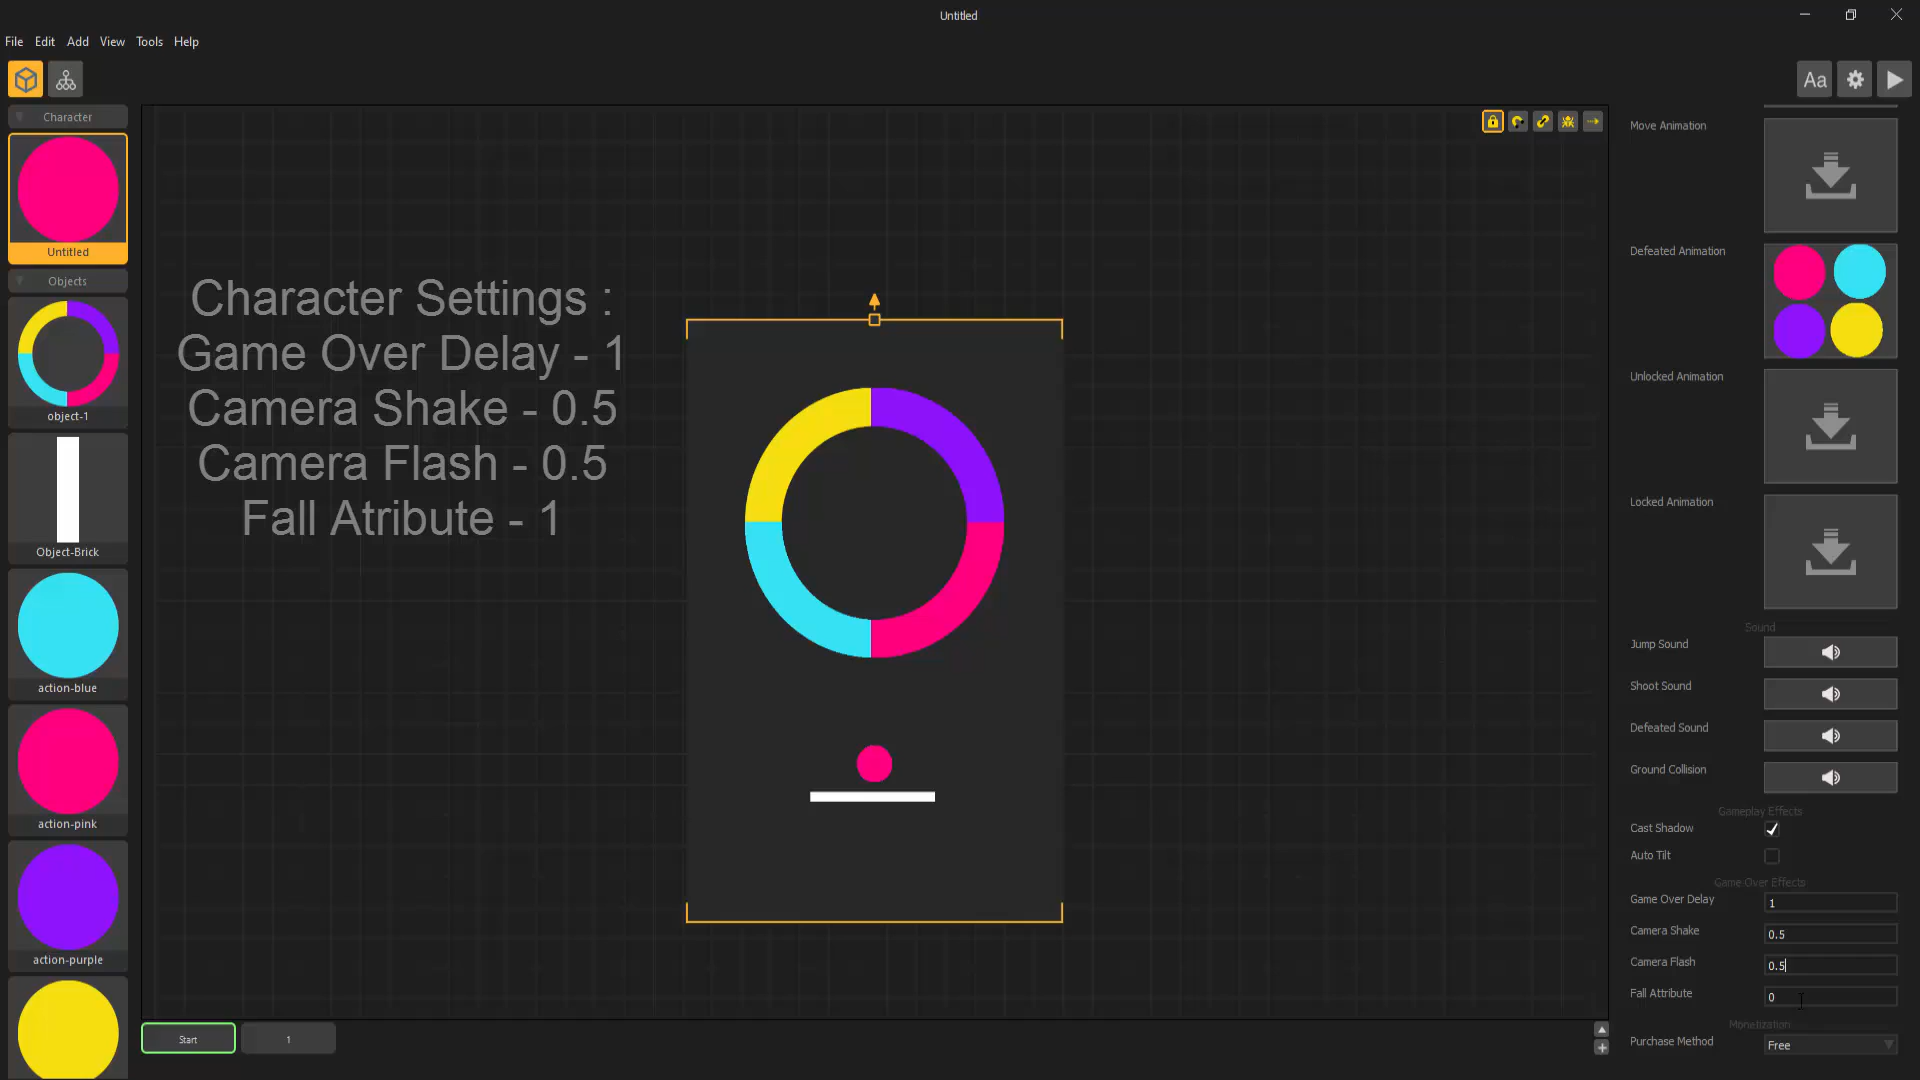 Untitled
File Edit Add View Tools Help
Aa
Character
Untitled
Objects
object-1
Object-Brick
action-blue
action-pink
action-purple
Character Settings :
Game Over Delay - 1
Camera Shake - 0.5
Camera Flash - 0.5
Fall Atribute - 1
Start
1
Move Animation
Defeated Animation
Unlocked Animation
Locked Animation
Sound
Jump Sound
Shoot Sound
Defeated Sound
Ground Collision
Gameplay Effects
Cast Shadow
Auto Tilt
Game Over Effects
Game Over Delay 1
Camera Shake 0.5
Camera Flash 0.5
Fall Attribute 0
Monetization
Purchase Method Free